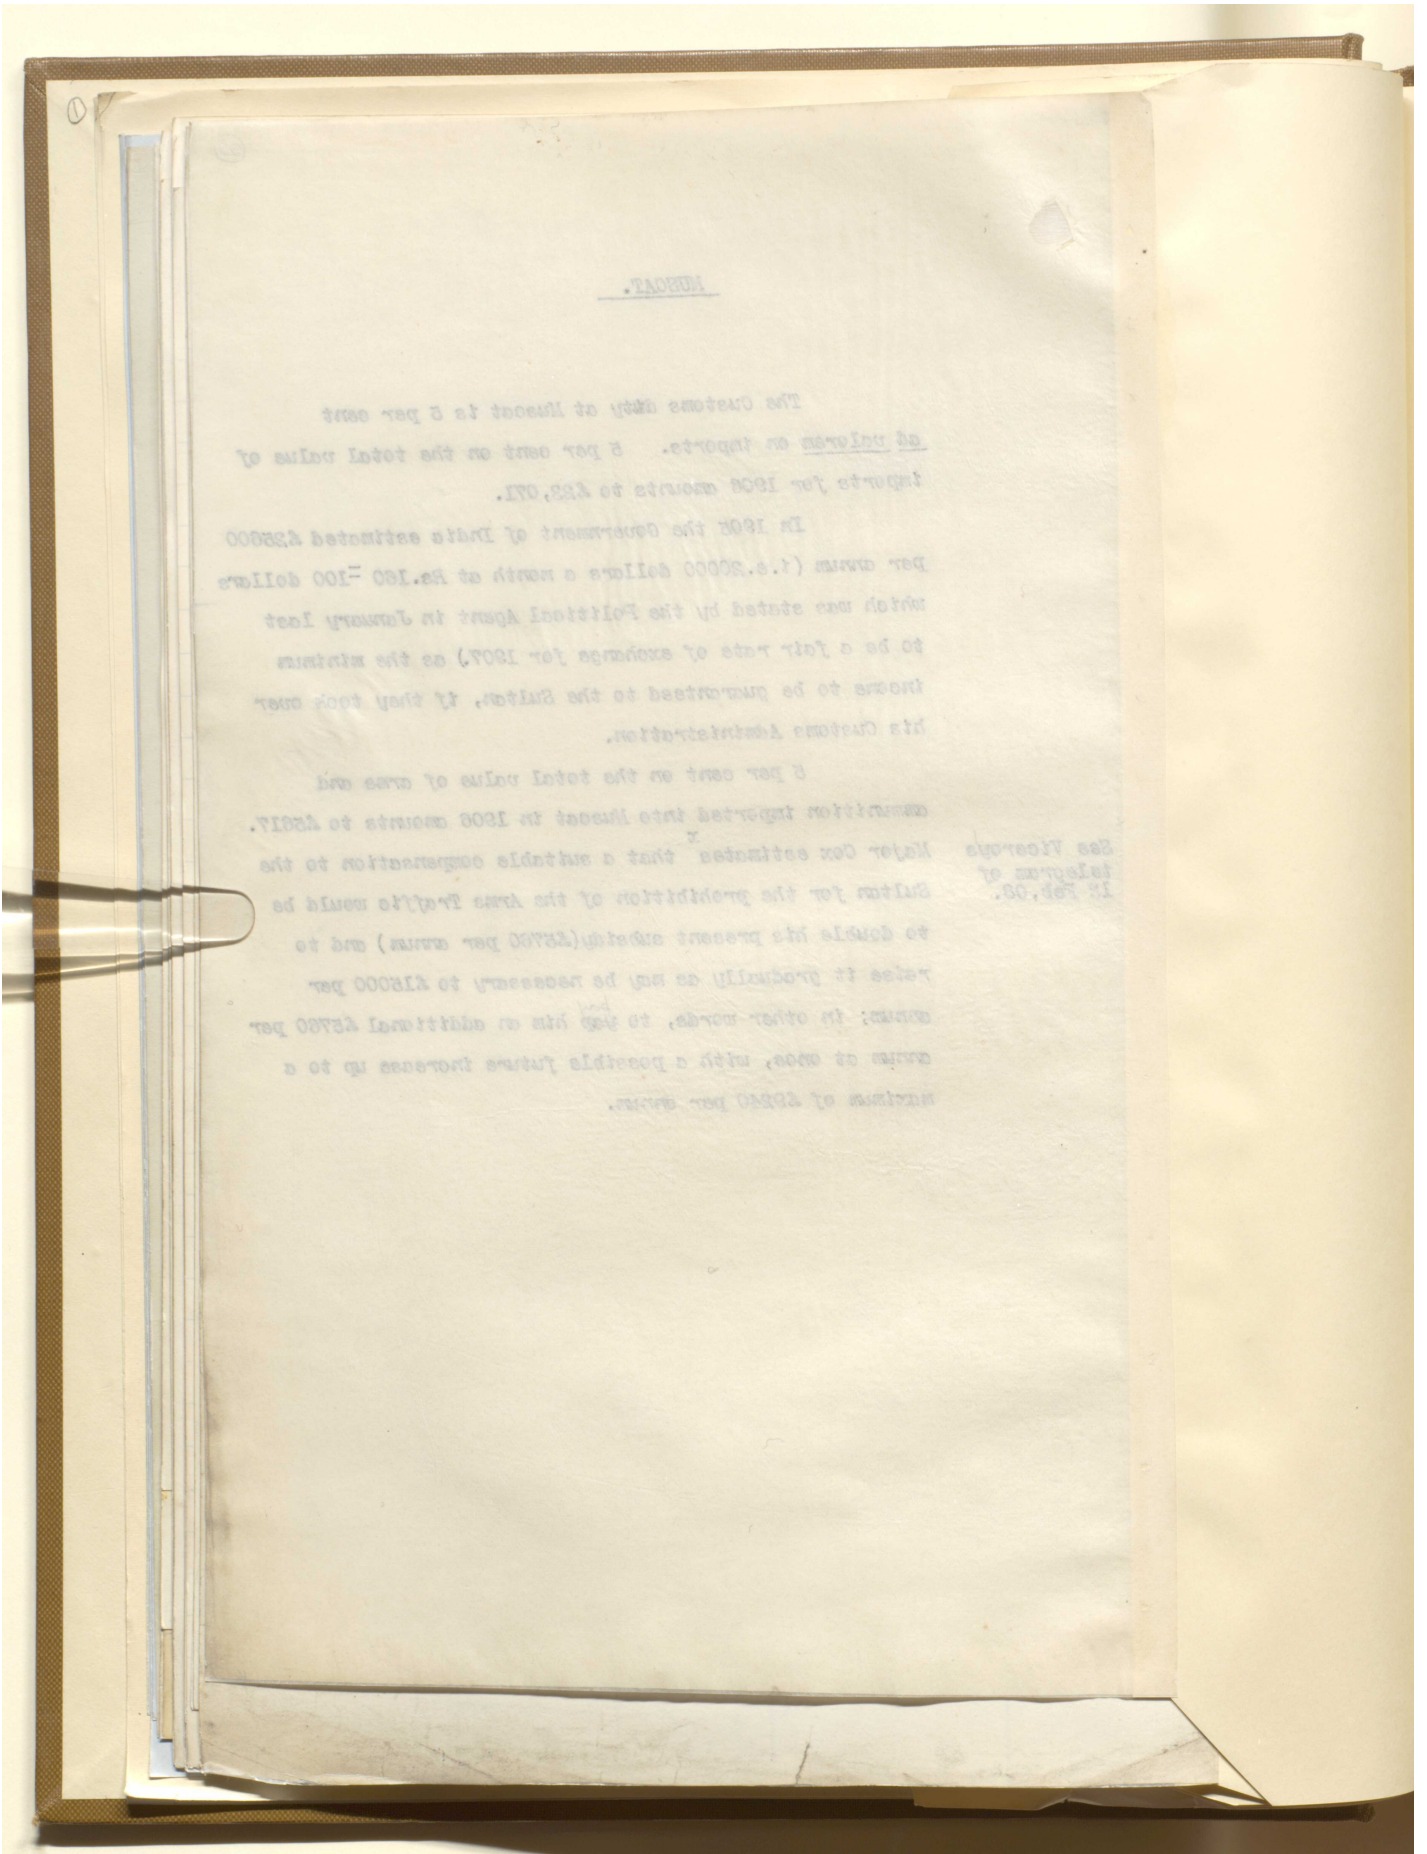 MUSCAT.
The Customs duty at Muscat is 5 per cent
ad valorem on imports. 5 per cent on the total value of
imports for 1906 amounts to £22,071.
In 1905 the Government of India estimated £25600
per annum (i.e.20000 dollars a month at Rs.160 = 100 dollars
which was stated by the Political Agent in January last
to be a fair rate of exchange for 1907) as the minimum
income to be guaranteed to the Sultan, if they took over
his Customs Administration.
5 per cent on the total value of arms and
ammunition imported into Muscat in 1906 amounts to £5617.
Major Cox estimates x that a suitable compensation to the
Sultan for the prohibition of the Arms Traffic would be
to double his present subsidy(£5760 per annum) and to
raise it gradually as may be necessary to £15000 per
annum; in other words, to pay him an additional £5760 per
annum at once, with a possible future increase up to a
maximum of £9240 per annum.
See Viceroys
telegram of
12 Feb,08.
1